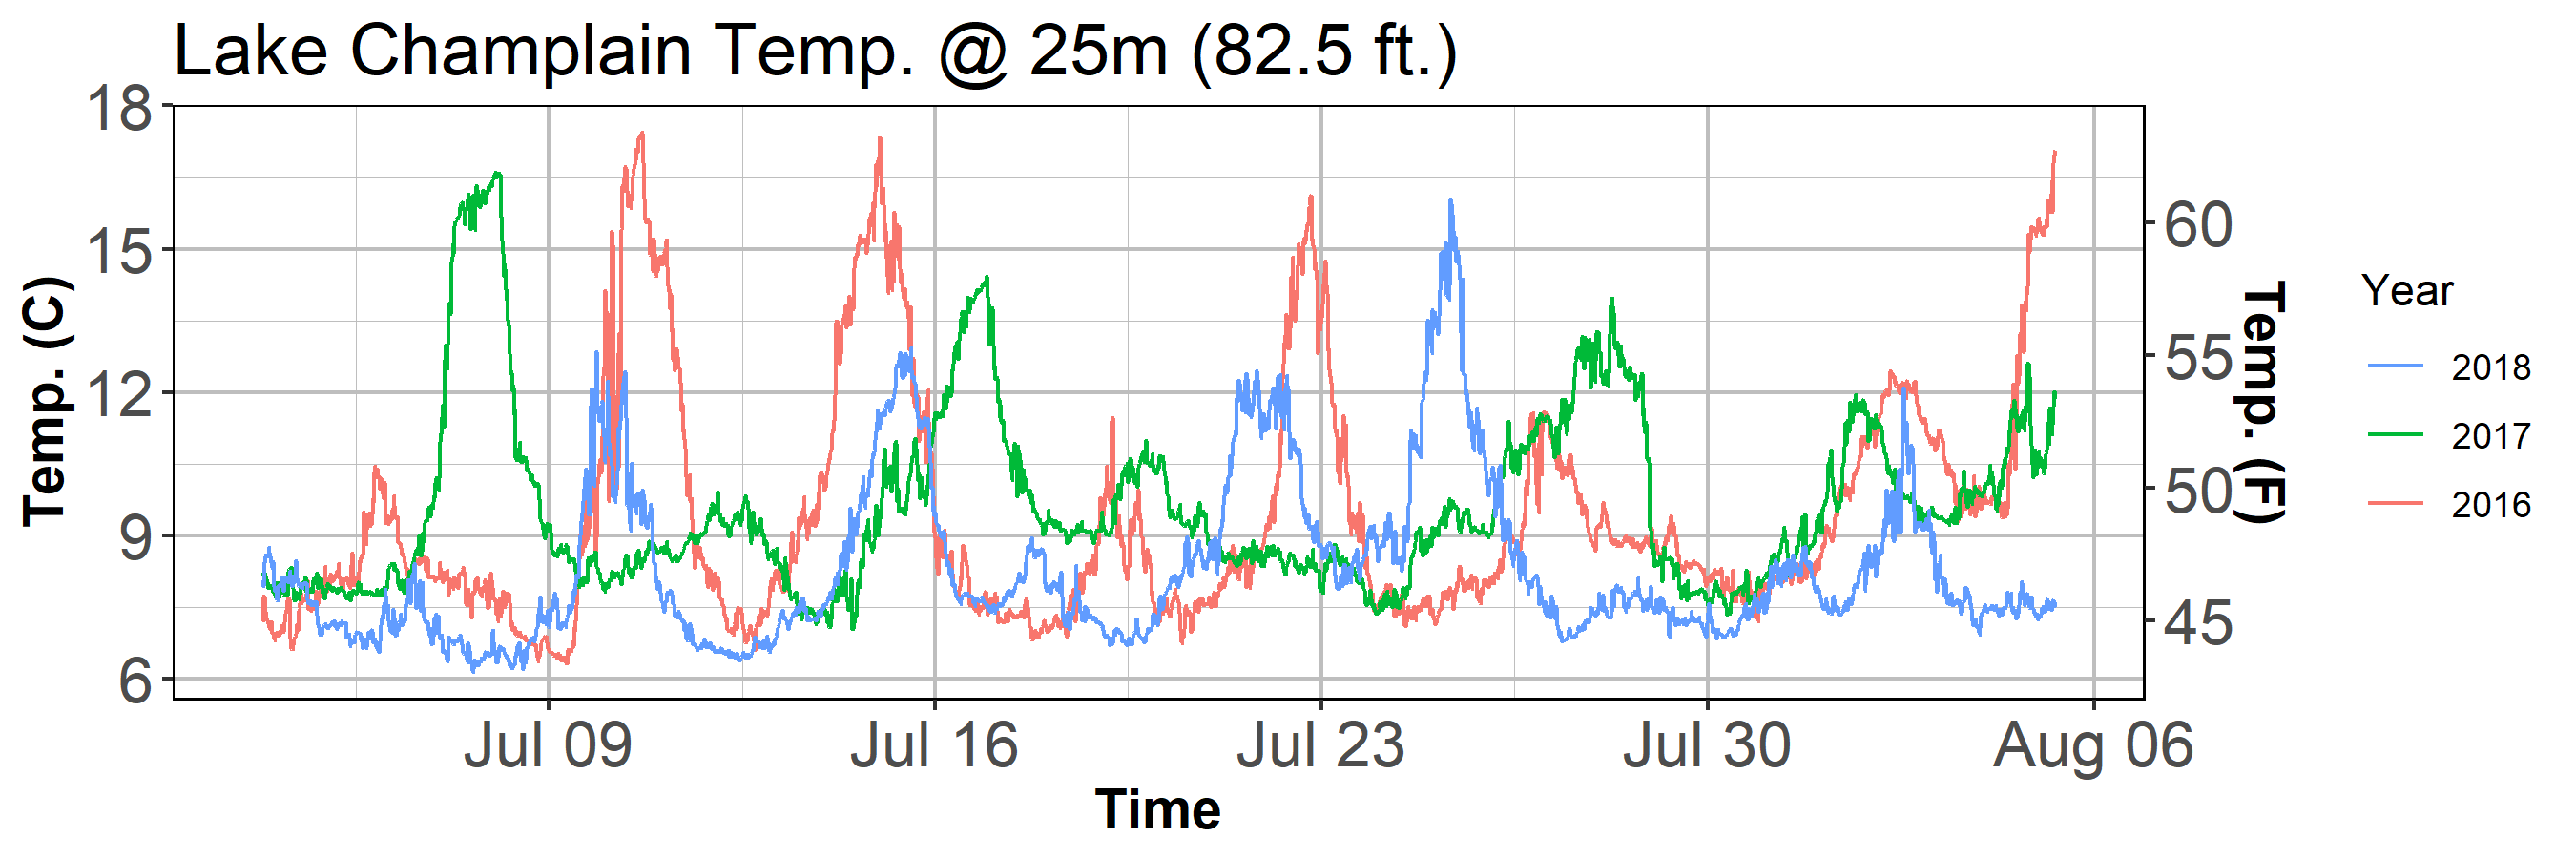 Lake Champlain Temp. @ 25m (82.5 ft.)
Temp. (C)
18
15
12
9
6
60
55
50
45
Temp. (F)
Jul 09
Jul 16
Jul 23
Jul 30
Aug 06
Time
Year
2018
2017
2016